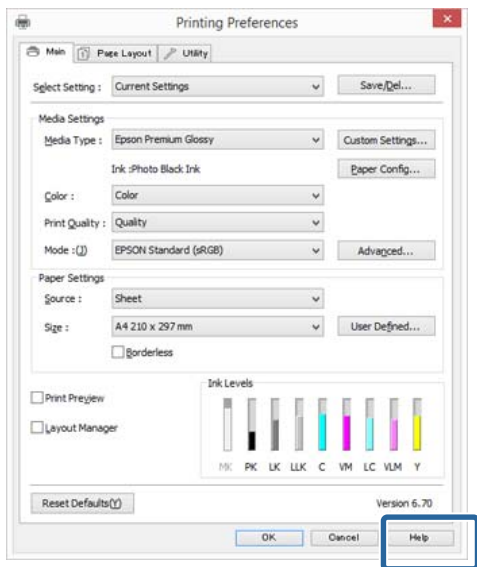 Printing Preferences
Main Page Layout Utility
Select Setting : Current Settings Save/Del...
Media Settings
Media Type : Epson Premium Glossy Custom Settings...
Ink :Photo Black Ink Paper Config...
Color : Color
Print Quality : Quality
Mode :(J) EPSON Standard (sRGB) Advanced...
Paper Settings
Source : Sheet
Size : A4 210 x 297 mm User Defined...
Borderless
Ink Levels
Print Preview
Layout Manager
MK PK LK LLK C VM LC VLM Y
Reset Defaults(Y) Version 6.70
OK Cancel Help